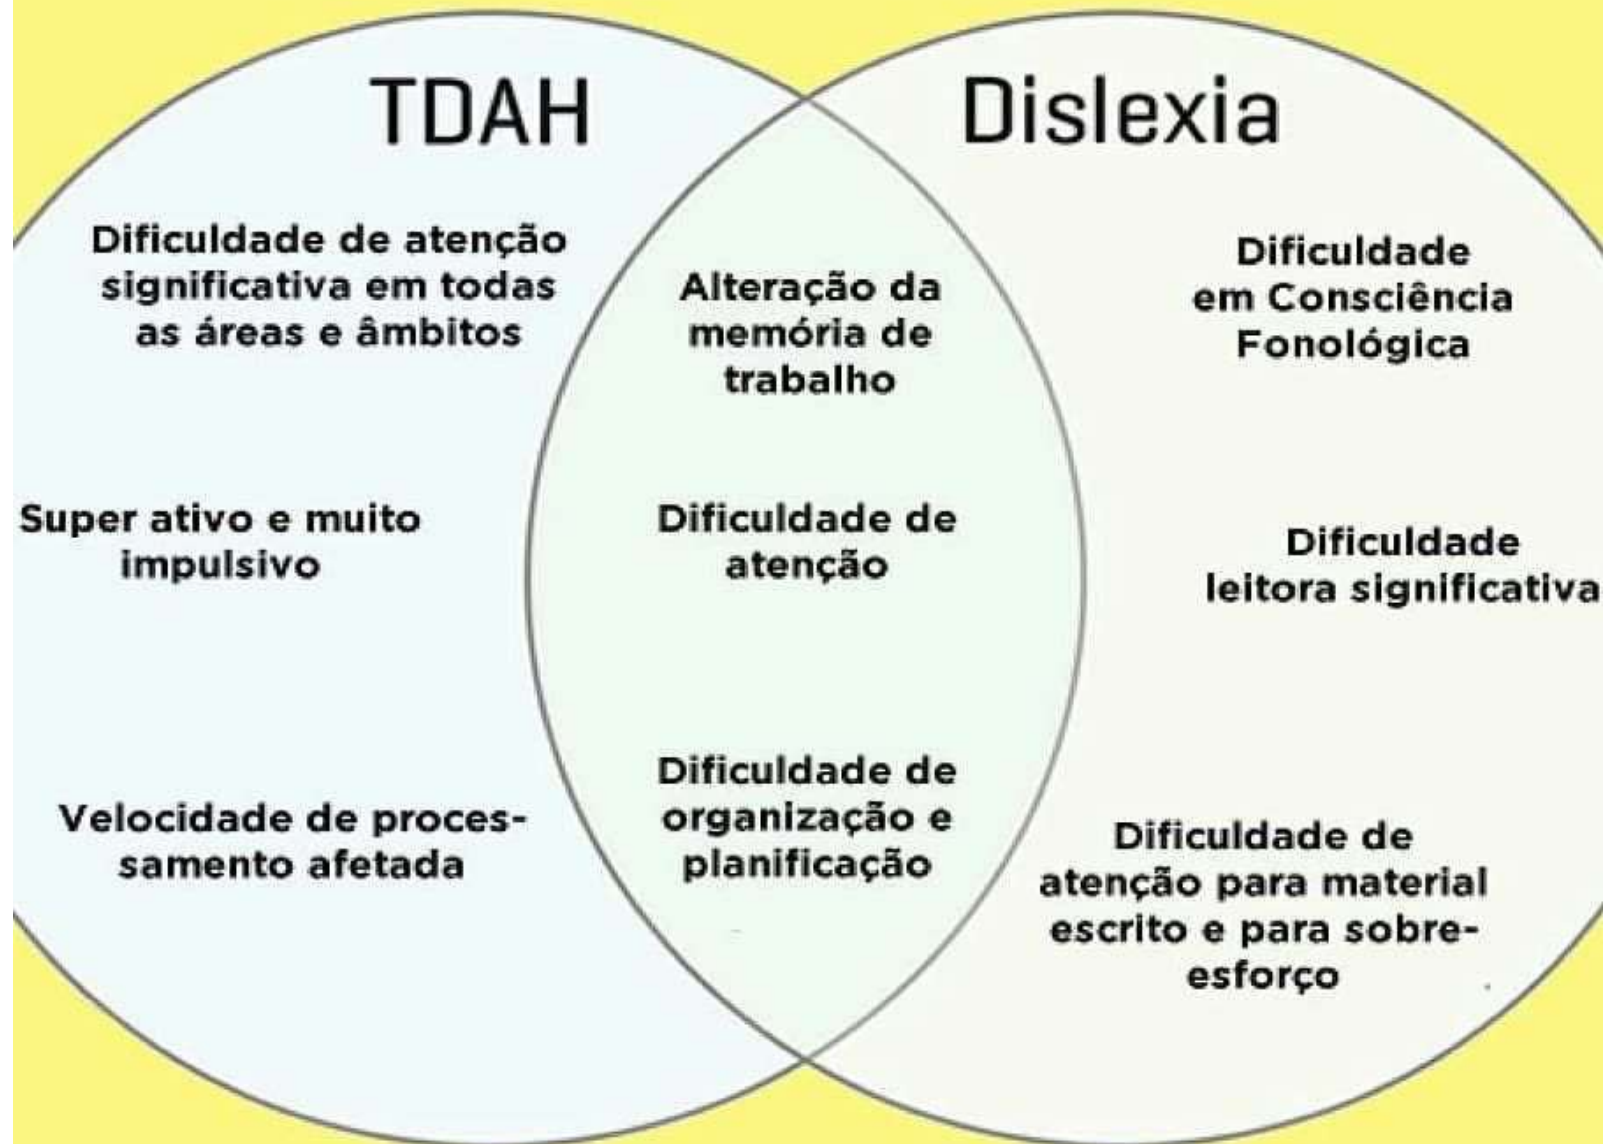 TDAH
Dificuldade de atenção
significativa em todas
as áreas e âmbitos
Super ativo e muito
impulsivo
Velocidade de proces-
samento afetada
Alteração da
memória de
trabalho
Dificuldade de
atenção
Dificuldade de
organização e
planificação
Dislexia
Dificuldade
em Consciência
Fonológica
Dificuldade
leitora significativa
Dificuldade de
atenção para material
escrito e para sobre-
esforço